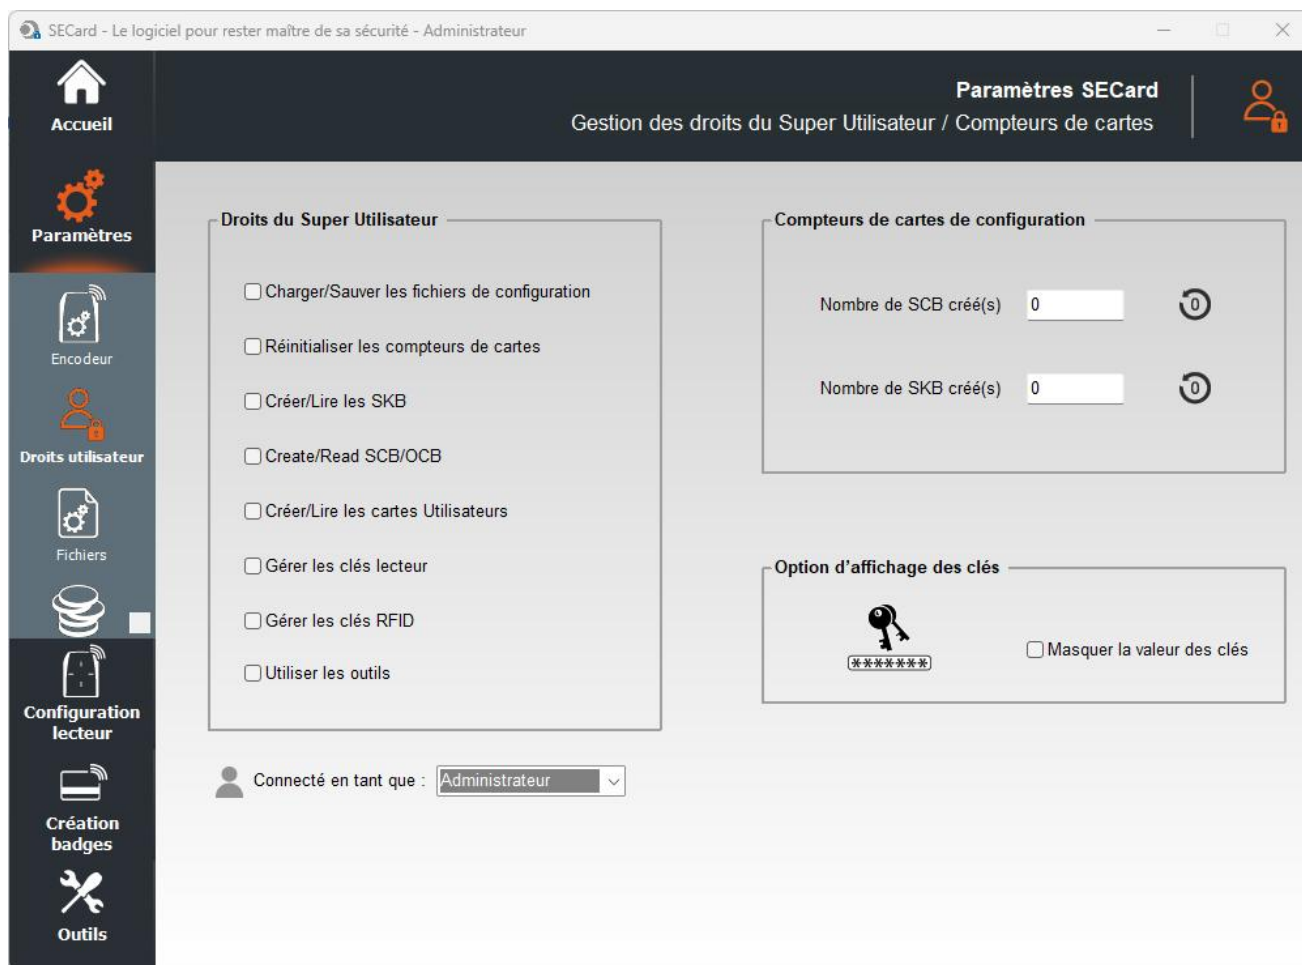 SECard - Le logiciel pour rester maître de sa sécurité - Administrateur
Accueil
Paramètres SECard
Gestion des droits du Super Utilisateur / Compteurs de cartes
Paramètres
Encodeur
Droits utilisateur
Fichiers
Configuration
lecteur
Création
badges
Outils
Droits du Super Utilisateur
Charger/Sauver les fichiers de configuration
Réinitialiser les compteurs de cartes
Créer/Lire les SKB
Create/Read SCB/OCB
Créer/Lire les cartes Utilisateurs
Gérer les clés lecteur
Gérer les clés RFID
Utiliser les outils
Connecté en tant que : Administrateur
Compteurs de cartes de configuration
Nombre de SCB créé(s) 0 0
Nombre de SKB créé(s) 0 0
Option d’affichage des clés
*******
Masquer la valeur des clés